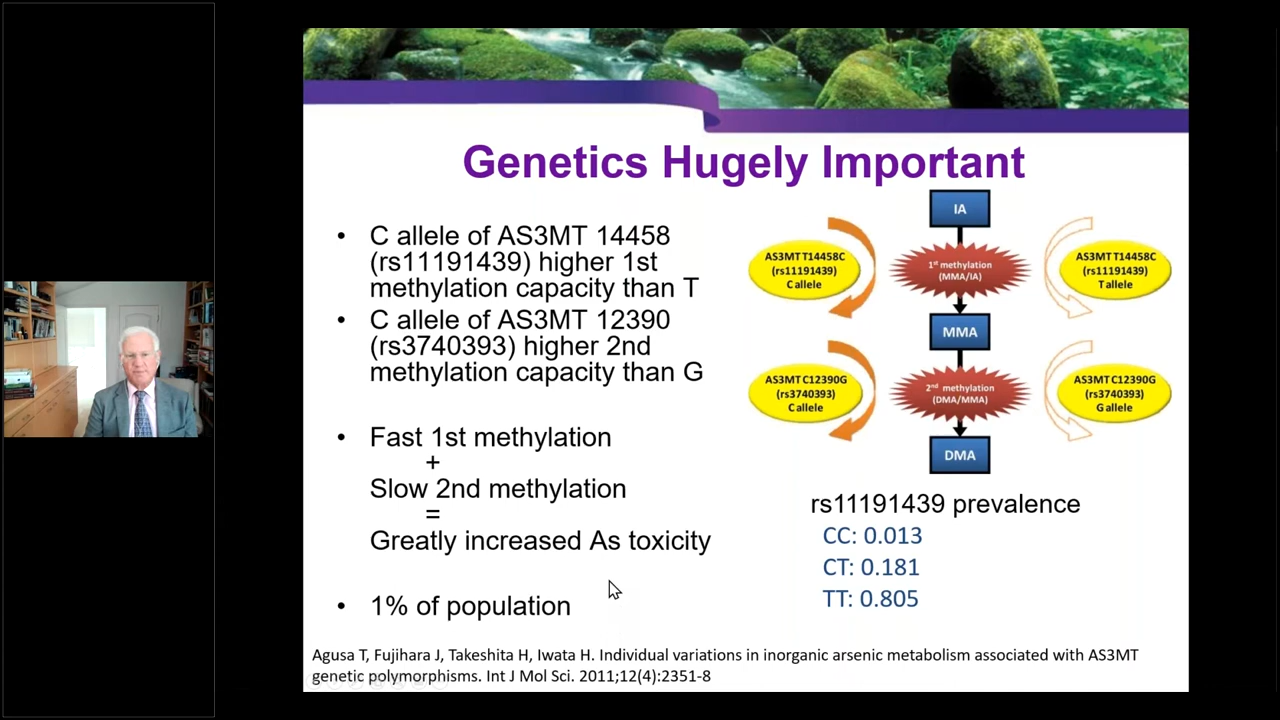 Genetics Hugely Important
• C allele of AS3MT 14458
(rs11191439) higher 1st
methylation capacity than T
• C allele of AS3MT 12390
(rs3740393) higher 2nd
methylation capacity than G
• Fast 1st methylation
+
Slow 2nd methylation
=
Greatly increased As toxicity
• 1% of population
IA
AS3MT T14458C
(rs11191439)
C allele
1st methylation
(MMA/IA)
AS3MT T14458C
(rs11191439)
T allele
MMA
AS3MT C12390G
(rs3740393)
C allele
2nd methylation
(DMA/MMA)
AS3MT C12390G
(rs3740393)
G allele
DMA
rs11191439 prevalence
CC: 0.013
CT: 0.181
TT: 0.805
Agusa T, Fujihara J, Takeshita H, Iwata H. Individual variations in inorganic arsenic metabolism associated with AS3MT
genetic polymorphisms. Int J Mol Sci. 2011;12(4):2351-8